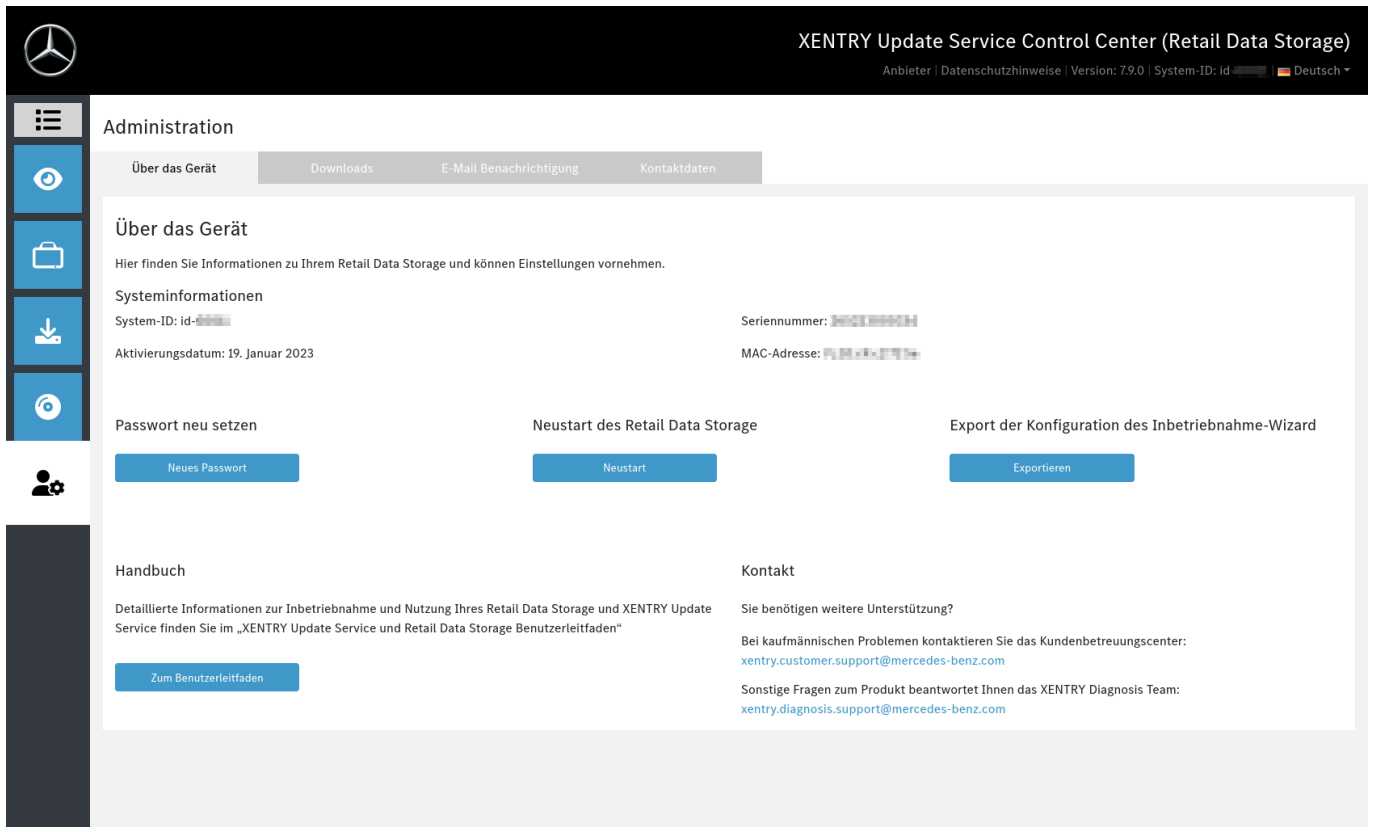 XENTRY Update Service Control Center (Retail Data Storage)
Anbieter | Datenschutzhinweise | Version: 7.9.0 | System-ID: id | Deutsch
Administration
Über das Gerät Downloads E-Mail Benachrichtigung Kontaktdaten
Über das Gerät
Hier finden Sie Informationen zu Ihrem Retail Data Storage und können Einstellungen vornehmen.
Systeminformationen
System-ID: id- Seriennummer:
Aktivierungsdatum: 19. Januar 2023 MAC-Adresse:
Passwort neu setzen Neustart des Retail Data Storage Export der Konfiguration des Inbetriebnahme-Wizard
Neues Passwort Neustart Exportieren
Handbuch
Detaillierte Informationen zur Inbetriebnahme und Nutzung Ihres Retail Data Storage und XENTRY Update
Service finden Sie im „XENTRY Update Service und Retail Data Storage Benutzerleitfaden“
Zum Benutzerleitfaden
Kontakt
Sie benötigen weitere Unterstützung?
Bei kaufmännischen Problemen kontaktieren Sie das Kundenbetreuungscenter:
xentry.customer.support@mercedes-benz.com
Sonstige Fragen zum Produkt beantwortet Ihnen das XENTRY Diagnosis Team:
xentry.diagnosis.support@mercedes-benz.com